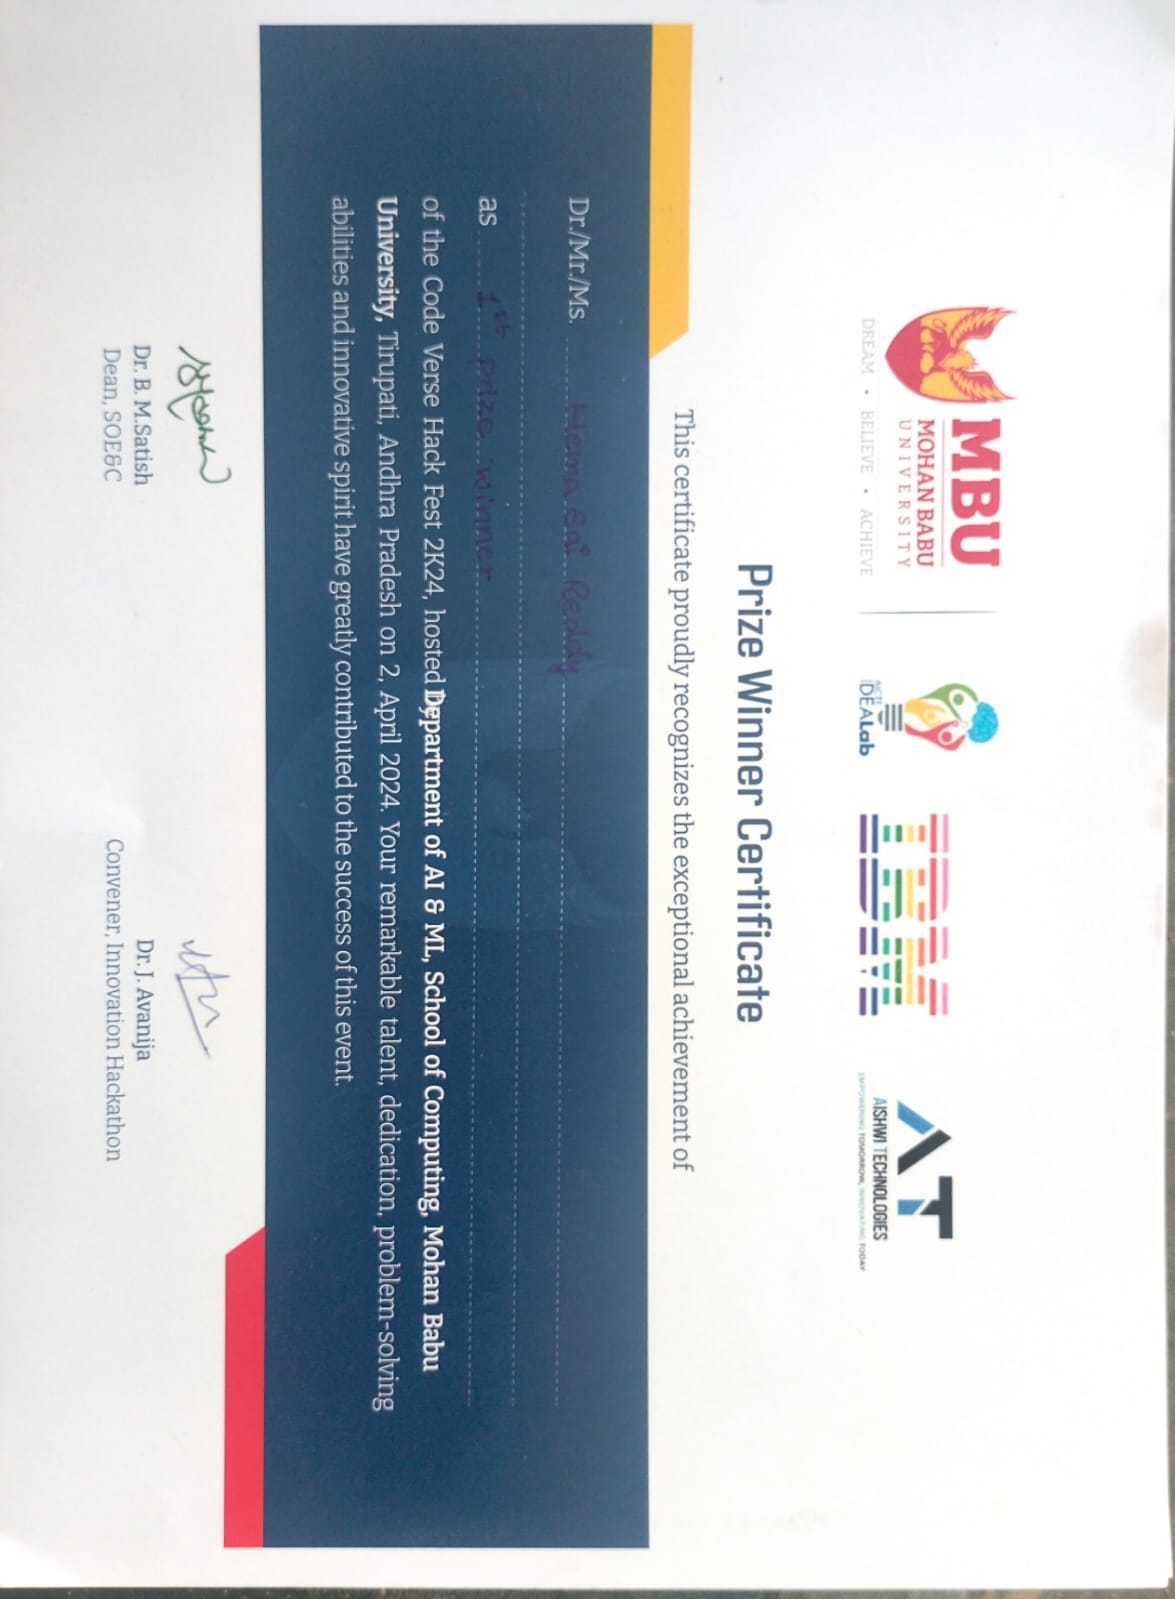 MBU
MOHAN BABU
UNIVERSITY
DREAM • BELIEVE • ACHIEVE
AICTE
IDEALab
IBM
AT
AISHWI TECHNOLOGIES
EMPOWERING TOMORROW, INNOVATING TODAY
Prize Winner Certificate
This certificate proudly recognizes the exceptional achievement of
Dr./Mr./Ms. Hema Sai Reddy
as 1st prize winner
of the Code Verse Hack Fest 2K24, hosted Department of AI & ML, School of Computing, Mohan Babu
University, Tirupati, Andhra Pradesh on 2, April 2024. Your remarkable talent, dedication, problem-solving
abilities and innovative spirit have greatly contributed to the success of this event.
Dr. B. M.Satish
Dean, SOE&C
Dr. J. Avanija
Convener, Innovation Hackathon